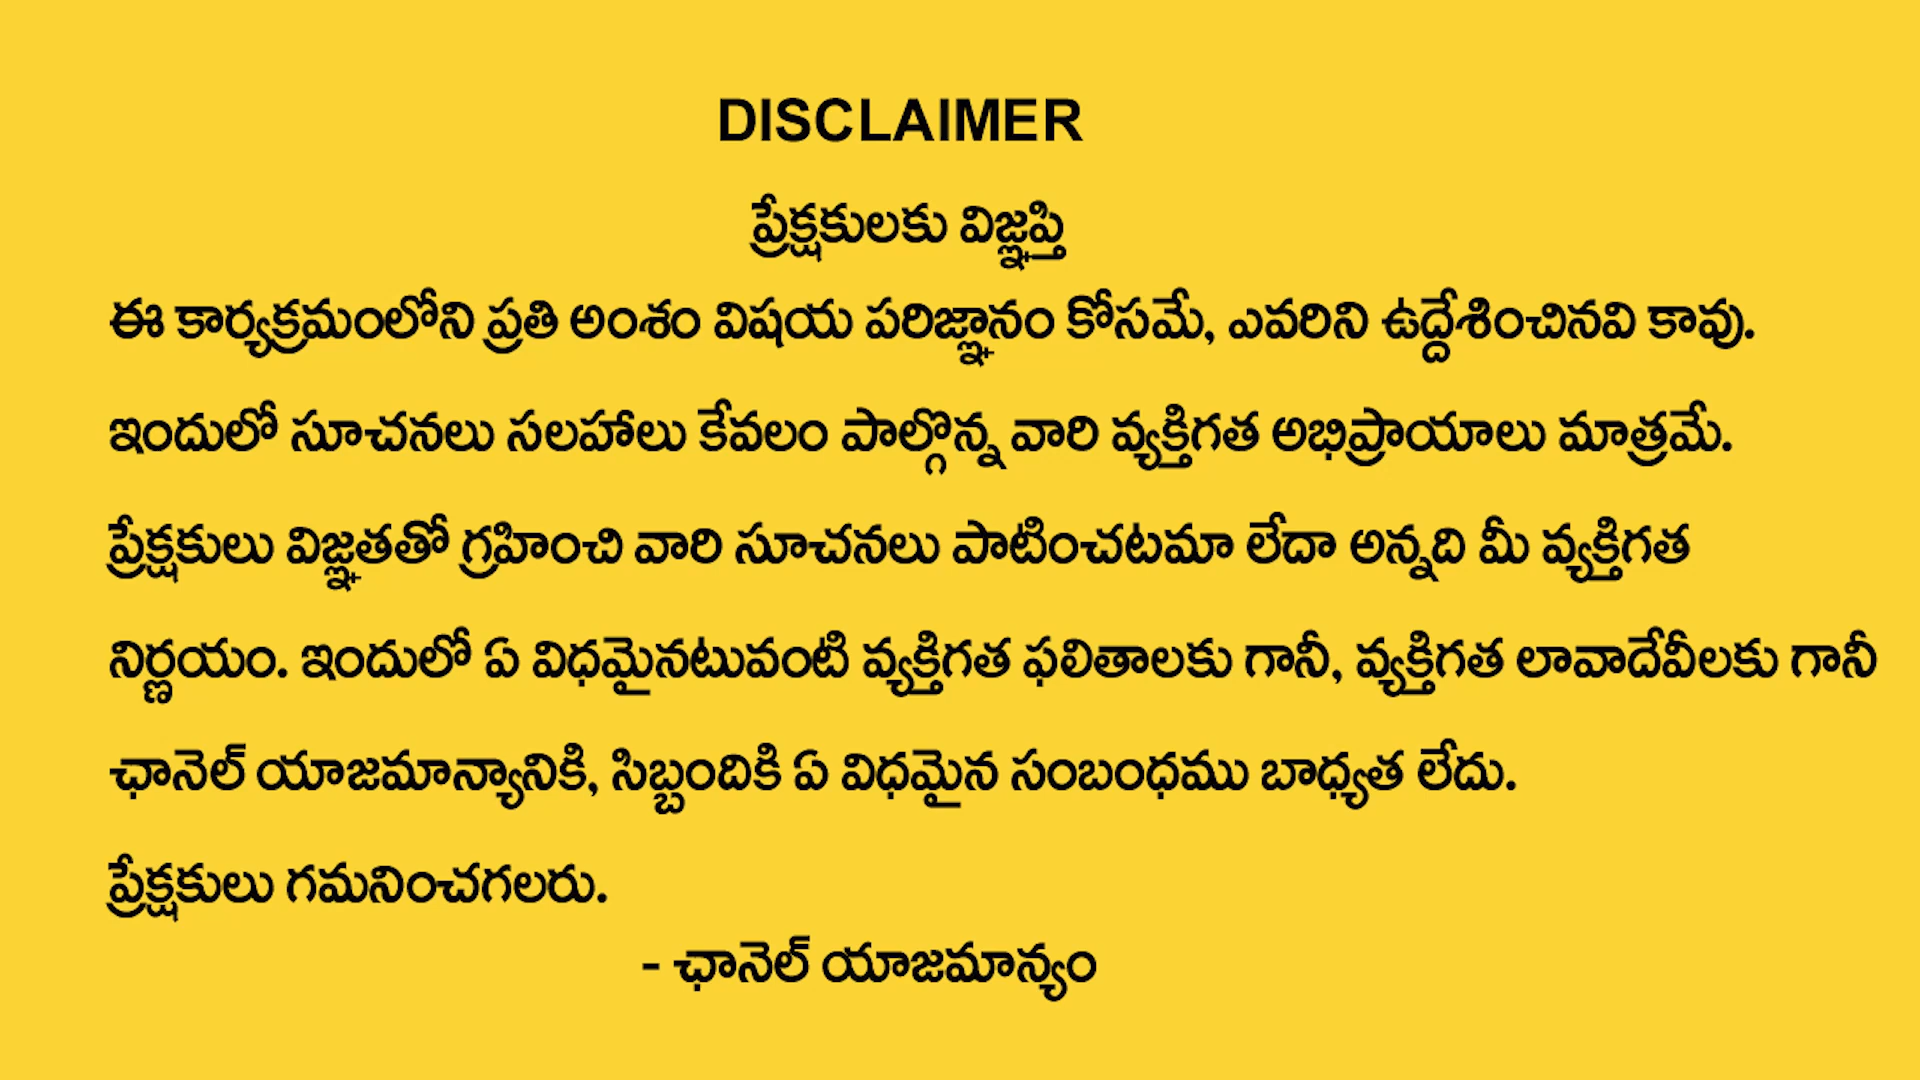 DISCLAIMER
ప్రేక్షకులకు విజ్ఞప్తి
ఈ కార్యక్రమంలోని ప్రతి అంశం విషయ పరిజ్ఞానం కోసమే, ఎవరిని ఉద్దేశించినవి కావు.
ఇందులో సూచనలు సలహాలు కేవలం పాల్గొన్న వారి వ్యక్తిగత అభిప్రాయాలు మాత్రమే.
ప్రేక్షకులు విజ్ఞతతో గ్రహించి వారి సూచనలు పాటించటమా లేదా అన్నది మీ వ్యక్తిగత
నిర్ణయం. ఇందులో ఏ విధమైనటువంటి వ్యక్తిగత ఫలితాలకు గానీ, వ్యక్తిగత లావాదేవీలకు గానీ
ఛానెల్ యాజమాన్యానికి, సిబ్బందికి ఏ విధమైన సంబంధము బాధ్యత లేదు.
ప్రేక్షకులు గమనించగలరు.
- ఛానెల్ యాజమాన్యం